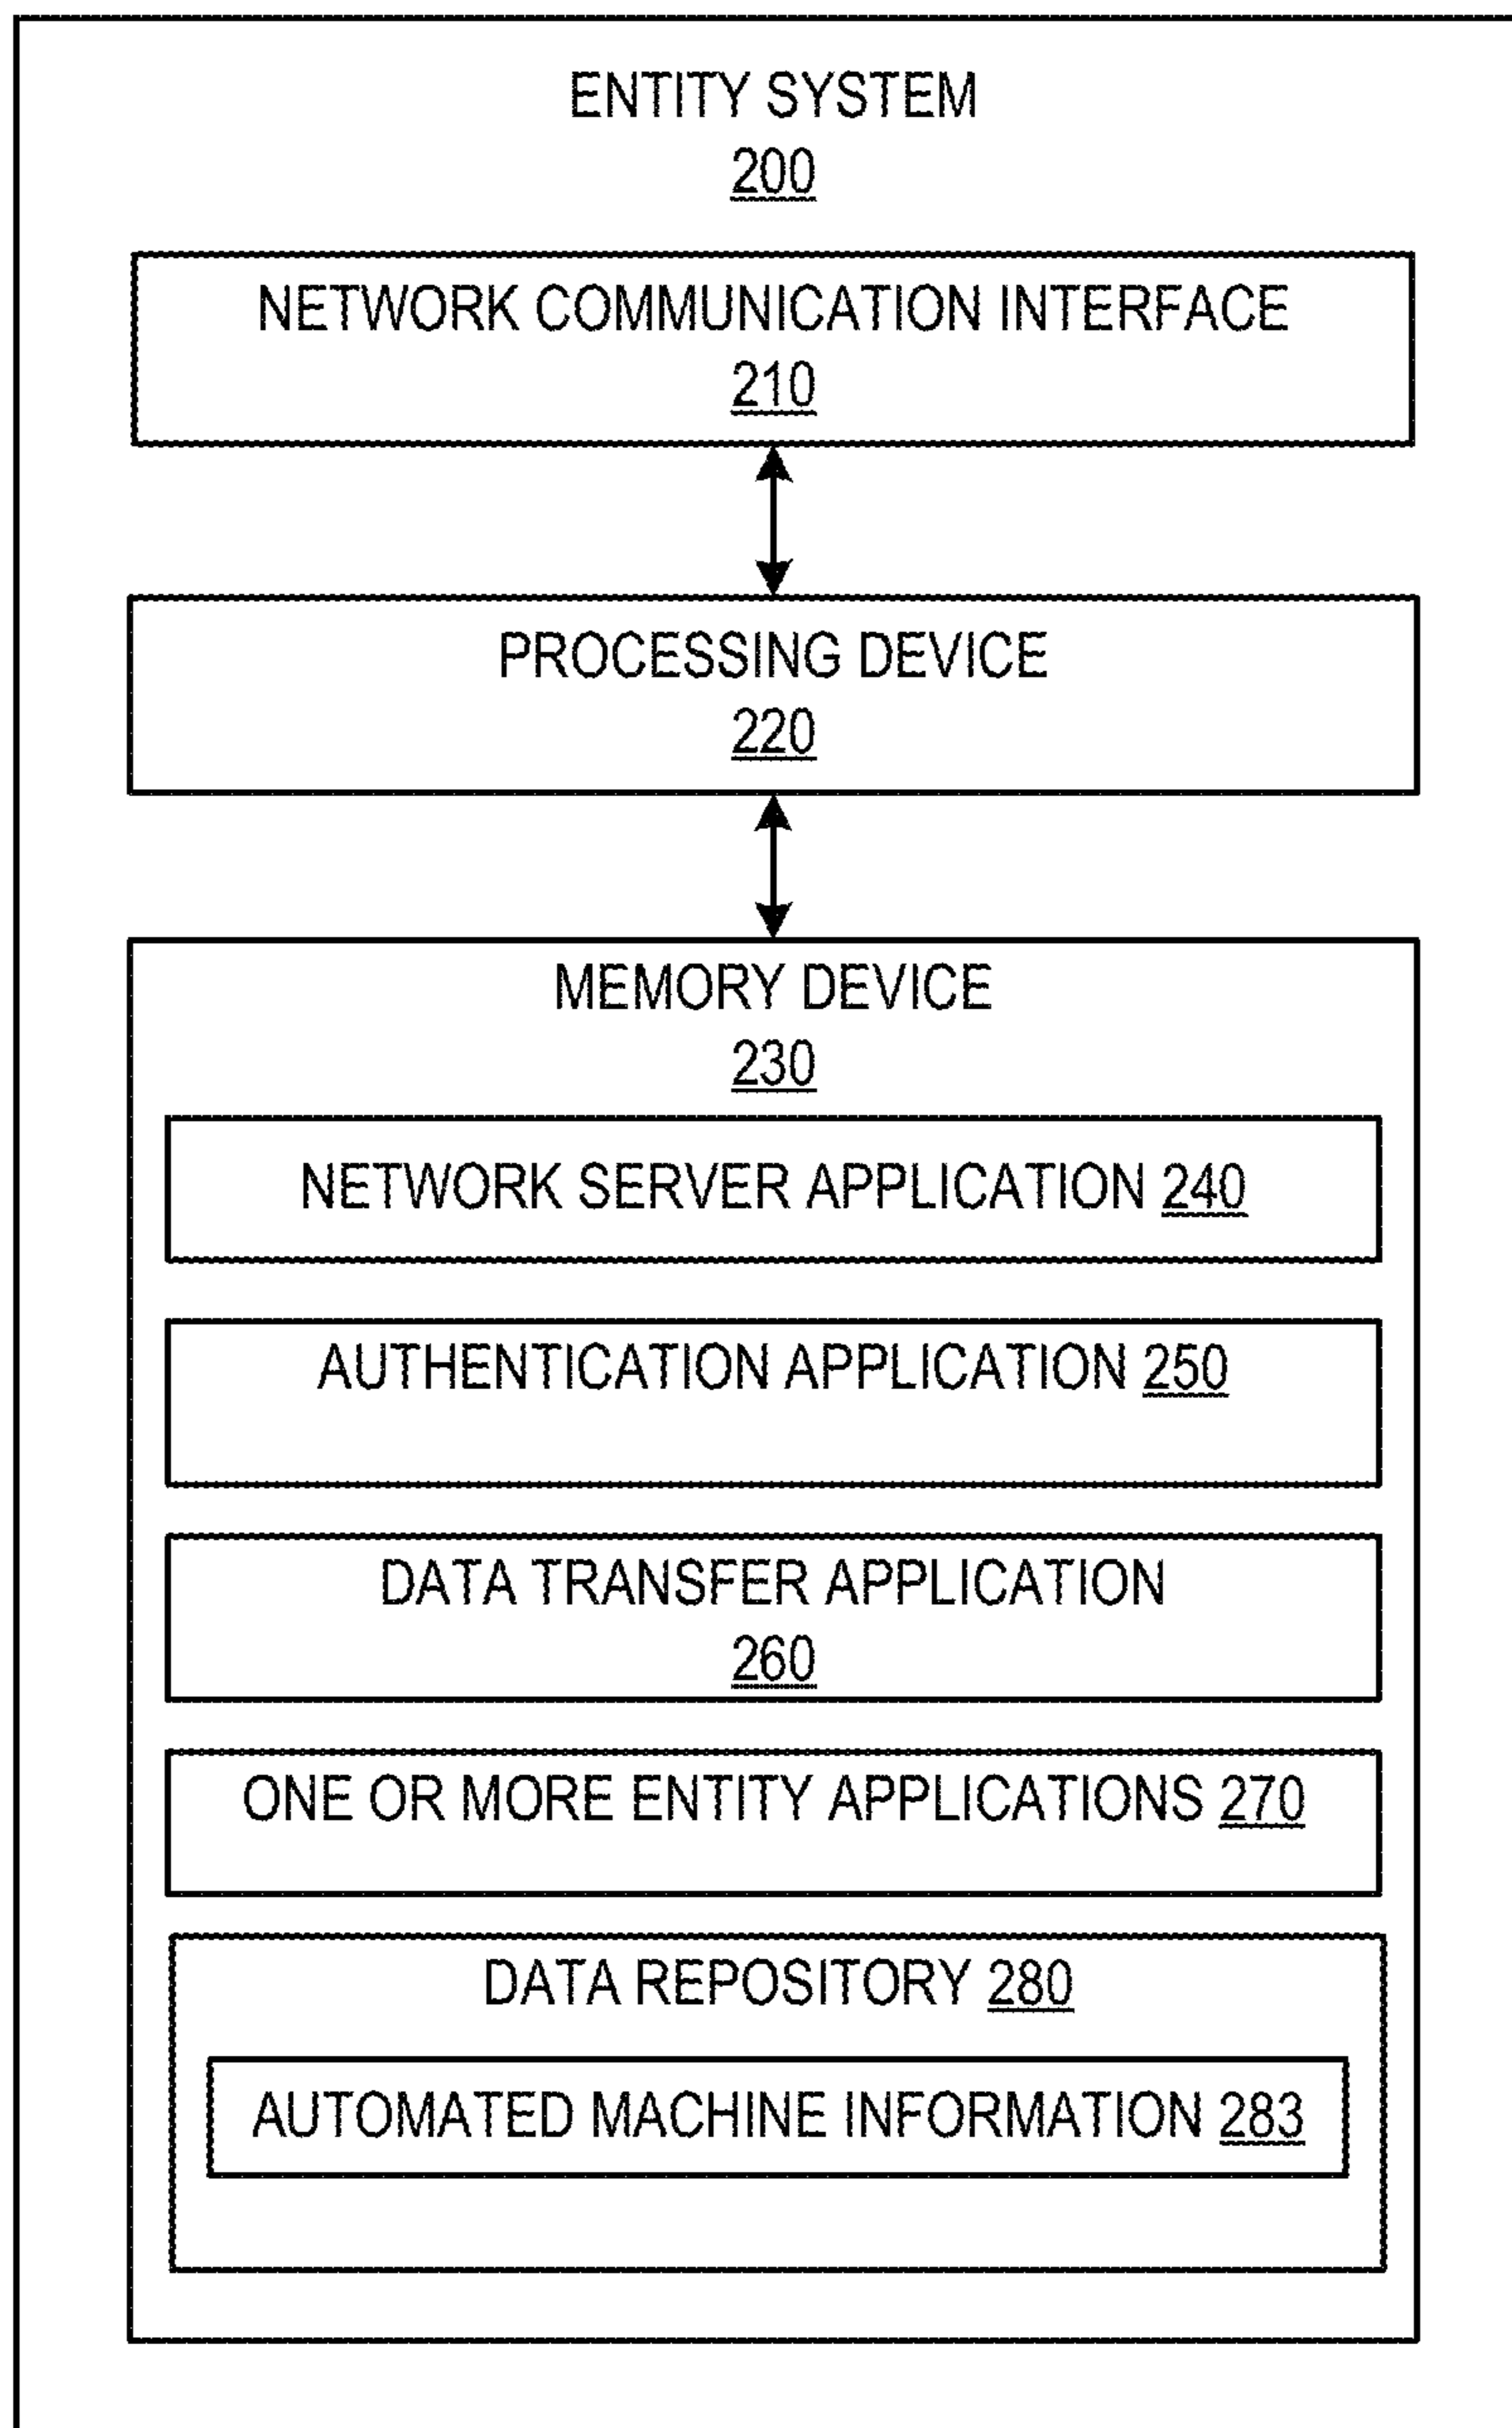 ENTITY SYSTEM
200
NETWORK COMMUNICATION INTERFACE
210
PROCESSING DEVICE
220
MEMORY DEVICE
230
NETWORK SERVER APPLICATION 240
AUTHENTICATION APPLICATION 250
DATA TRANSFER APPLICATION
260
ONE OR MORE ENTITY APPLICATIONS 270
DATA REPOSITORY 280
AUTOMATED MACHINE INFORMATION 283